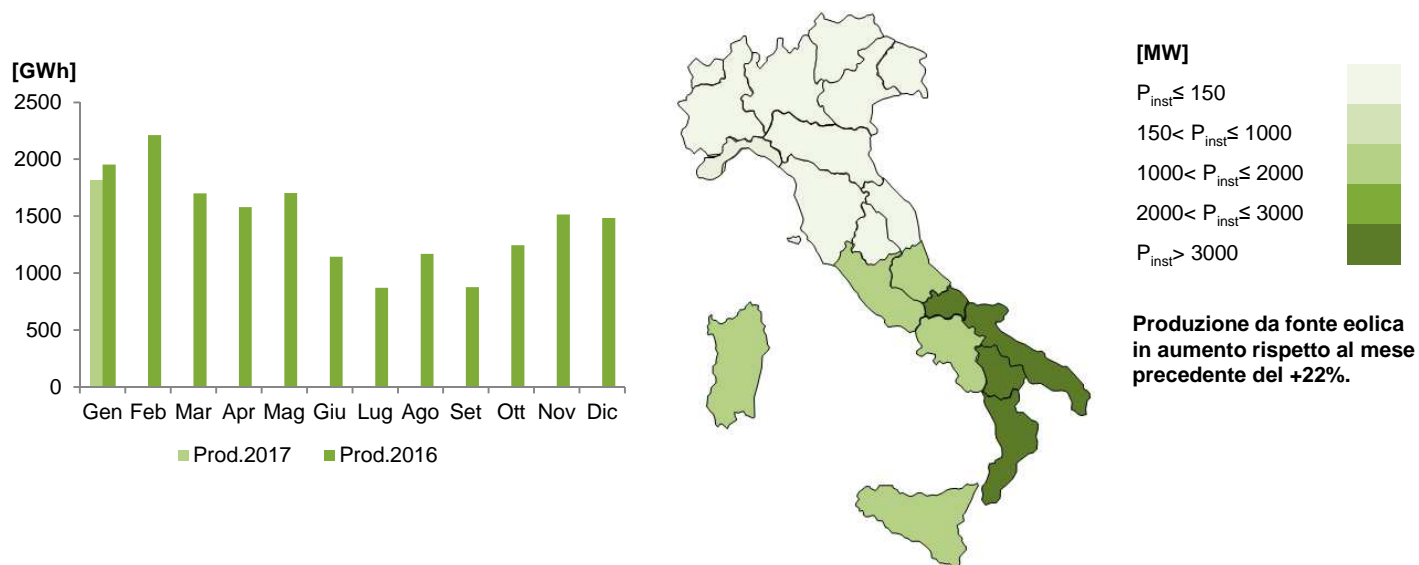 [GWh]
2500
2000
1500
1000
500
0
Gen Feb Mar Apr Mag Giu Lug Ago Set Ott Nov Dic
Prod.2017 Prod.2016
[MW]
Pinst≤ 150
150< Pinst≤ 1000
1000< Pinst≤ 2000
2000< Pinst≤ 3000
Pinst> 3000
Produzione da fonte eolica
in aumento rispetto al mese
precedente del +22%.